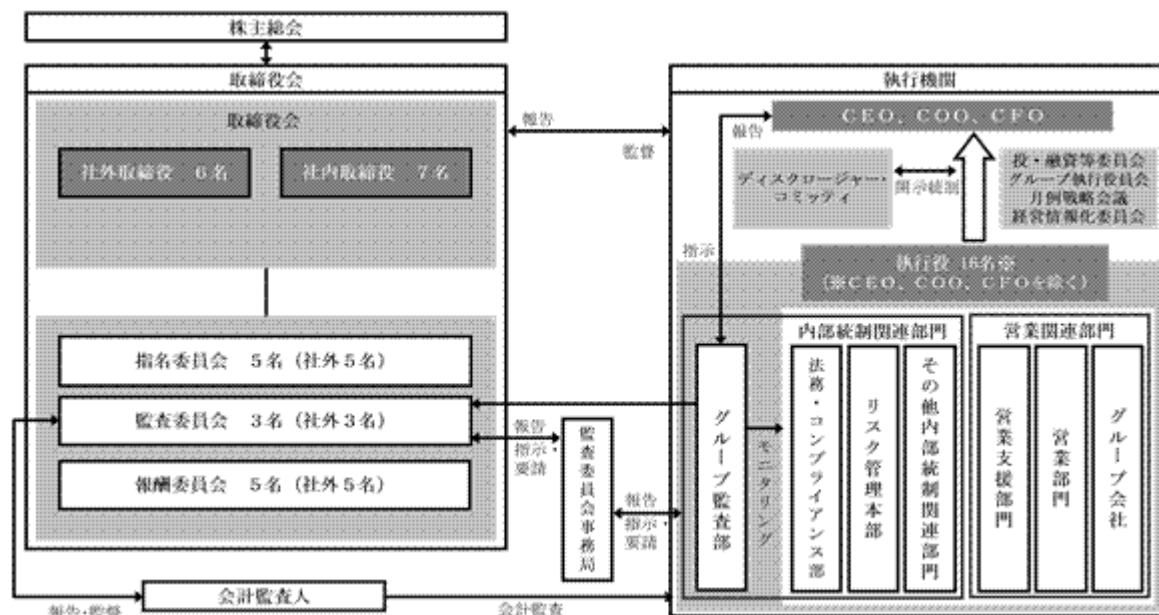 株主総会
取締役会
取締役会
社外取締役 6名
社内取締役 7名
指名委員会 5名(社外5名)
監査委員会 3名(社外3名)
報酬委員会 5名(社外5名)
報告
監督
報告
指示・
要請
監査委員会事務局
報告
指示・
要請
会計監査人
報告・監督
会計監査
執行機関
CEO、COO、CFO
報告
指示
ディスクロージャー・
コミッティ
開示統制
投・融資等委員会
グループ執行役員会
月例戦略会議
経営情報化委員会
執行役 16名※
(※CEO、COO、CFOを除く)
内部統制関連部門
グループ監査部
モニタリング
法務・コンプライアンス部
リスク管理本部
その他内部統制関連部門
営業関連部門
営業支援部門
営業部門
グループ会社